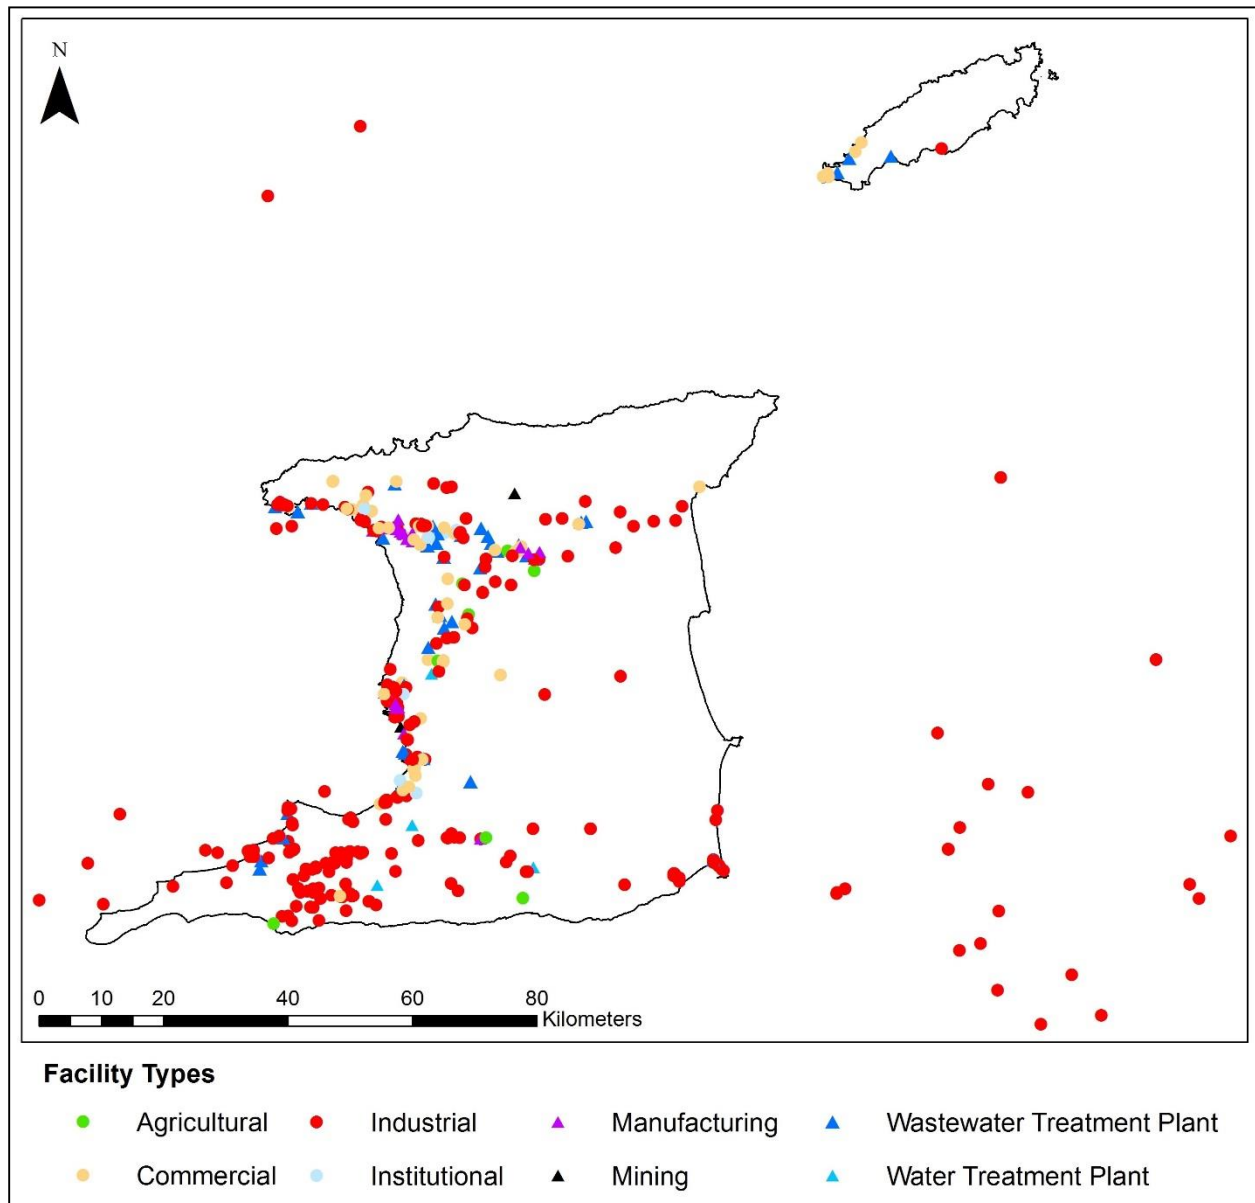 N
0 10 20 40 60 80
Kilometers
Facility Types
Agricultural Industrial Manufacturing Wastewater Treatment Plant
Commercial Institutional Mining Water Treatment Plant